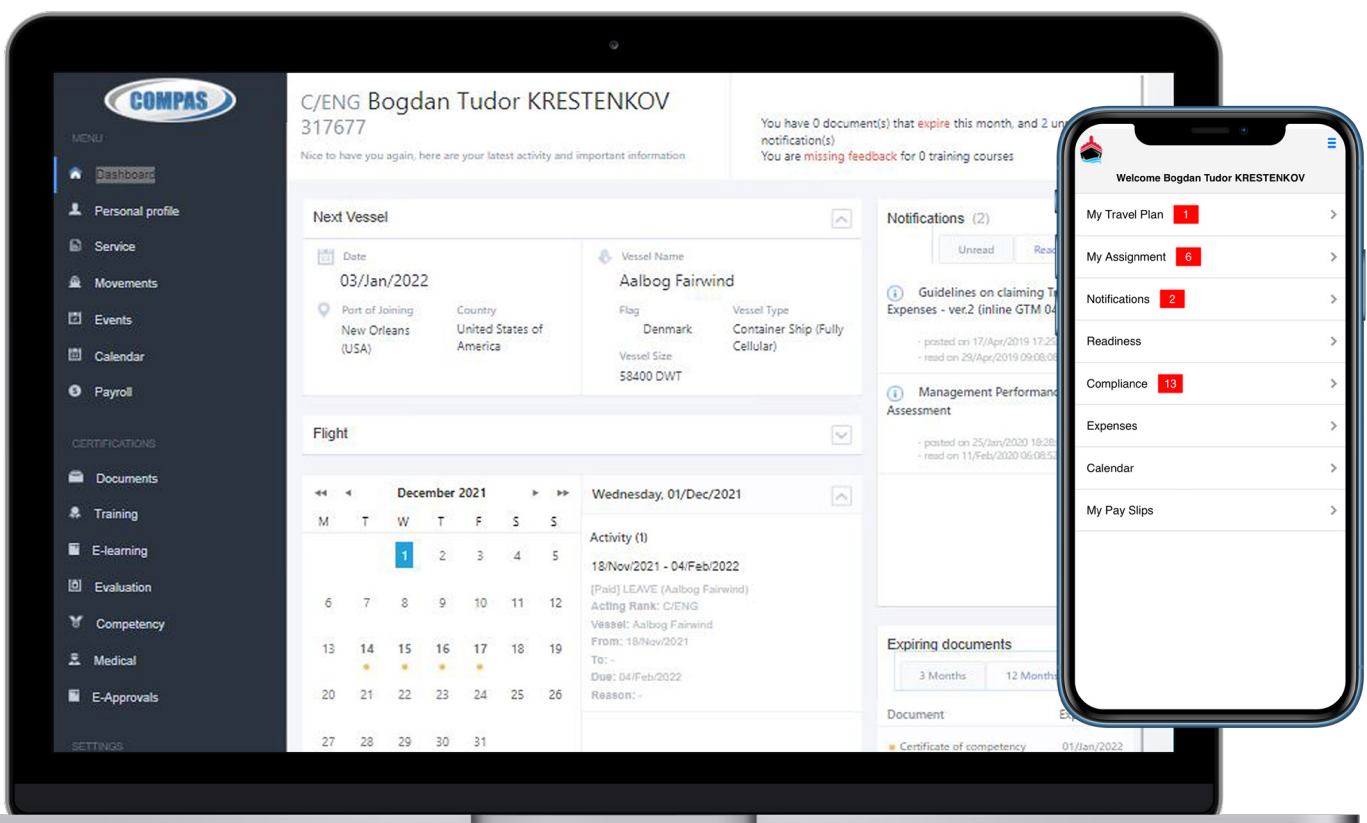 COMPAS
MENU
Dashboard
Personal profile
Service
Movements
Events
Calendar
Payroll
CERTIFICATIONS
Documents
Training
E-learning
Evaluation
Competency
Medical
E-Approvals
SETTINGS
C/ENG Bogdan Tudor KRESTENKOV
317677
Nice to have you again, here are your latest activity and important information
You have 0 document(s) that expire this month, and 2
notification(s)
You are missing feedback for 0 training courses
Next Vessel
Date
03/Jan/2022
Port of Joining
New Orleans
(USA)
Country
United States of
America
Vessel Name
Aalbog Fairwind
Flag
Denmark
Vessel Type
Container Ship (Fully
Cellular)
Vessel Size
58400 DWT
Flight
December 2021
M T W T F S S
1 2 3 4 5
6 7 8 9 10 11 12
13 14 15 16 17 18 19
20 21 22 23 24 25 26
27 28 29 30 31
Wednesday, 01/Dec/2021
Activity (1)
18/Nov/2021 - 04/Feb/2022
[Paid] LEAVE (Aalbog Fairwind)
Acting Rank: C/ENG
Vessel: Aalbog Fairwind
From: 18/Nov/2021
To: -
Due: 04/Feb/2022
Reason: -
Notifications (2)
Unread
Guidelines on claiming
Expenses - ver.2 (inline GTM
- posted on 17/Apr/2019
- read on 29/Apr/2019
Management
Assessment
- posted on 25/Jan/2020
- read on 11/Feb/2020
Expiring documents
3 Months 12 Months
Document
Certificate of competency 01/Jan/2022
Welcome Bogdan Tudor KRESTENKOV
My Travel Plan 1
My Assignment 6
Notifications 2
Readiness
Compliance 13
Expenses
Calendar
My Pay Slips